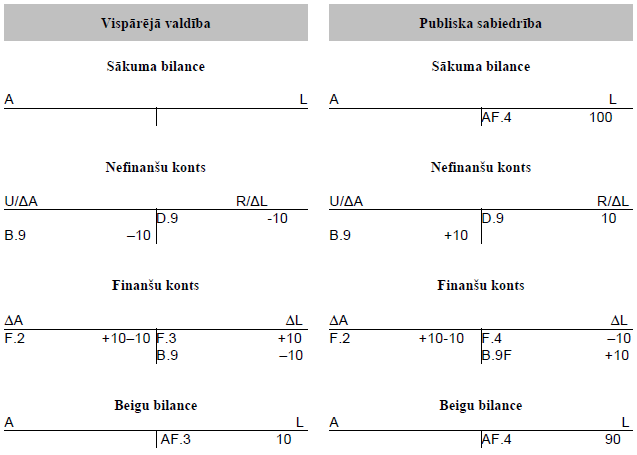 Vispārējā valdība
Sākuma bilance
A L
Nefinanšu konts
U/ΔA R/ΔL
D.9 -10
B.9 –10
Finanšu konts
ΔA ΔL
F.2 +10–10 F.3 +10
B.9 –10
Beigu bilance
A L
AF.3 10
Publiska sabiedrība
Sākuma bilance
A L
AF.4 100
Nefinanšu konts
U/ΔA R/ΔL
D.9 10
B.9 +10
Finanšu konts
ΔA ΔL
F.2 +10-10 F.4 –10
B.9F +10
Beigu bilance
A L
AF.4 90